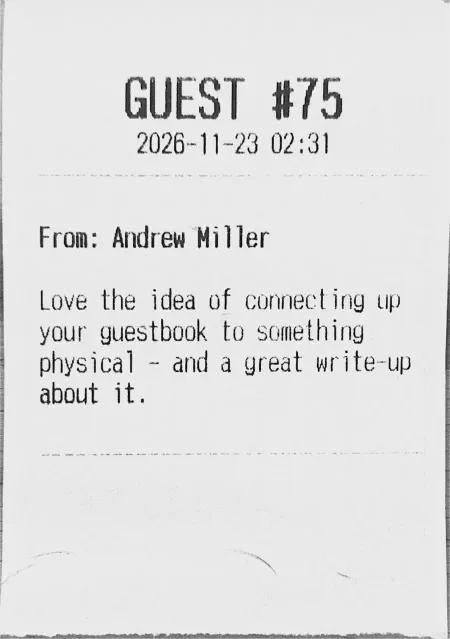 GUEST #75
2026-11-23 02:31
From: Andrew Miller
Love the idea of connecting up
your guestbook to something
physical - and a great write-up
about it.